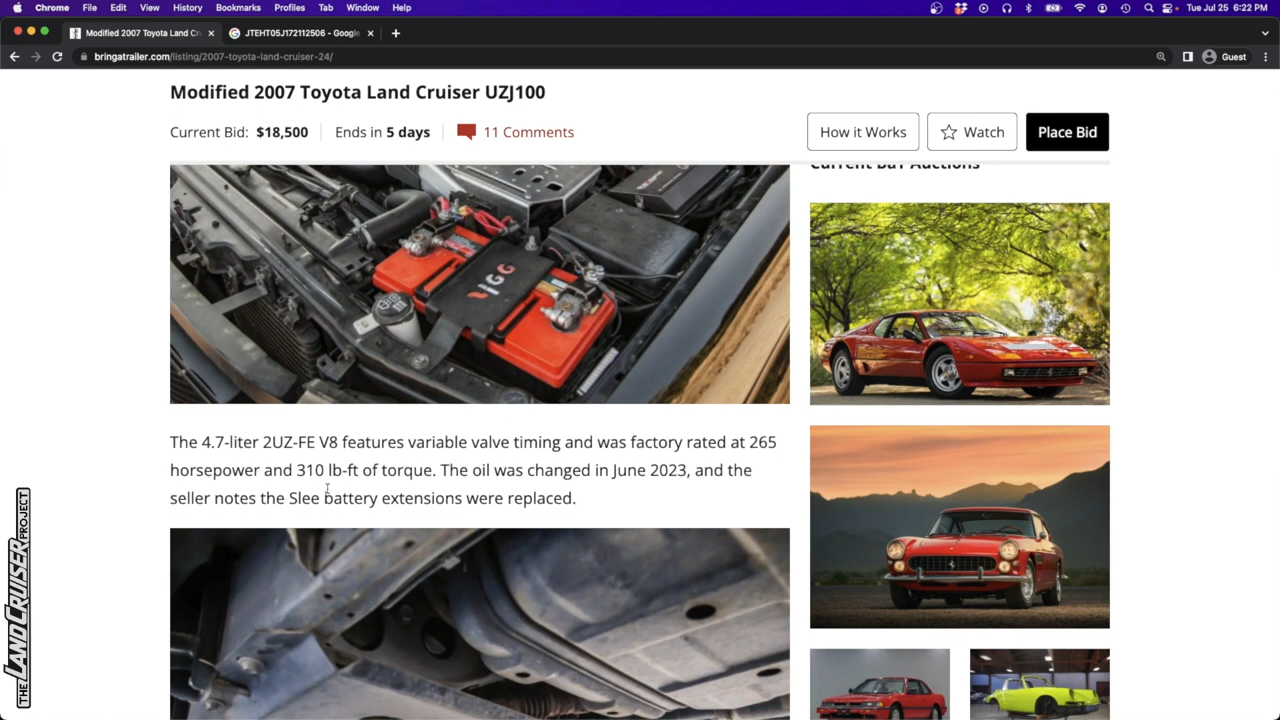 Chrome File Edit View History Bookmarks Profiles Tab Window Help Tue Jul 25 6:22 PM
Modified 2007 Toyota Land Cr JTEHT05J172112506 - Google
bringatrailer.com/listing/2007-toyota-land-cruiser-24/ Guest
Modified 2007 Toyota Land Cruiser UZJ100
Current Bid: $18,500 Ends in 5 days 11 Comments How it Works Watch Place Bid
Current BaT Auctions
The 4.7-liter 2UZ-FE V8 features variable valve timing and was factory rated at 265
horsepower and 310 lb-ft of torque. The oil was changed in June 2023, and the
seller notes the Slee battery extensions were replaced.
THE LAND CRUISER PROJECT